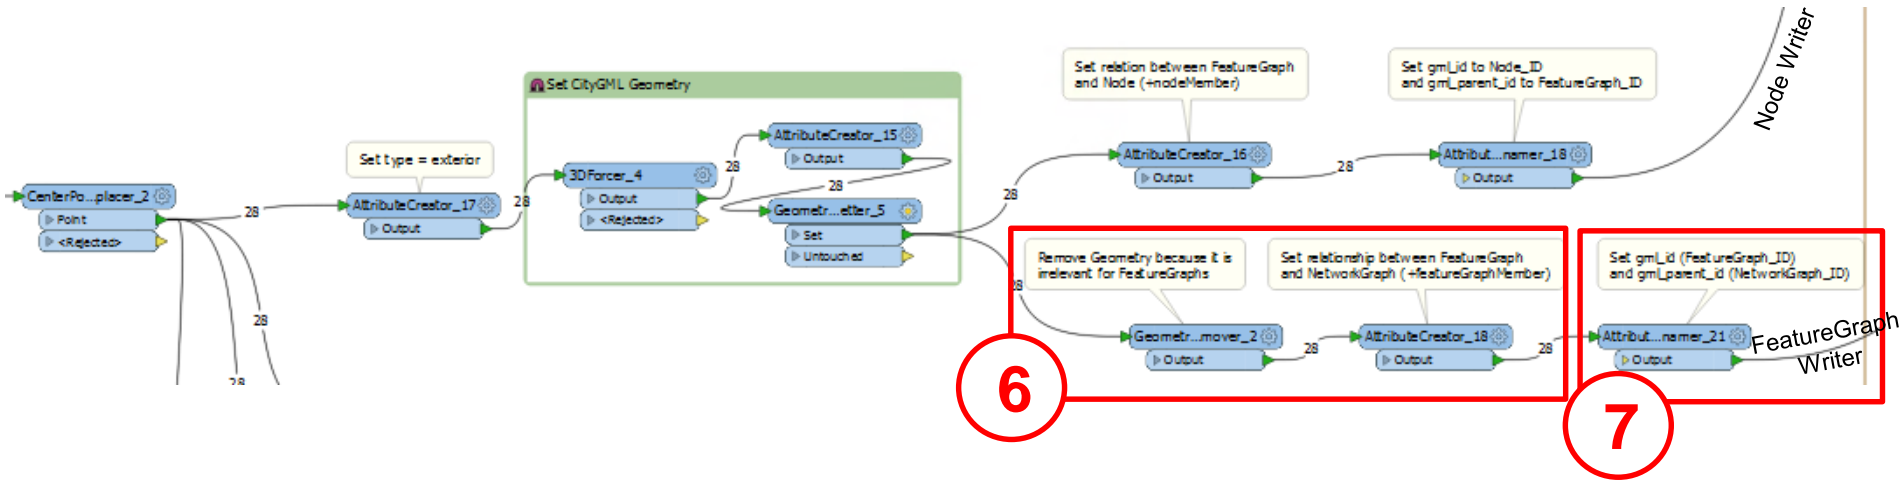 CenterPo...placer_2
Point
<Rejected>
28
28
28
Set type = exterior
AttributeCreator_17
Output
28
Set CityGML Geometry
3DForcer_4
Output
<Rejected>
28
AttributeCreator_15
Output
28
Geometr...etter_5
Set
Untouched
28
28
Set relation between FeatureGraph
and Node (+nodeMember)
AttributeCreator_16
Output
28
Set gml_id to Node_ID
and gml_parent_id to FeatureGraph_ID
Attribut...namer_18
Output
Node Writer
Remove Geometry because it is
irrelevant for FeatureGraphs
Geometr...mover_2
Output
28
Set relationship between FeatureGraph
and NetworkGraph (+featureGraphMember)
AttributeCreator_18
Output
28
Set gml_id (FeatureGraph_ID)
and gml_parent_id (NetworkGraph_ID)
Attribut...namer_21
Output
FeatureGraph
Writer
6
7